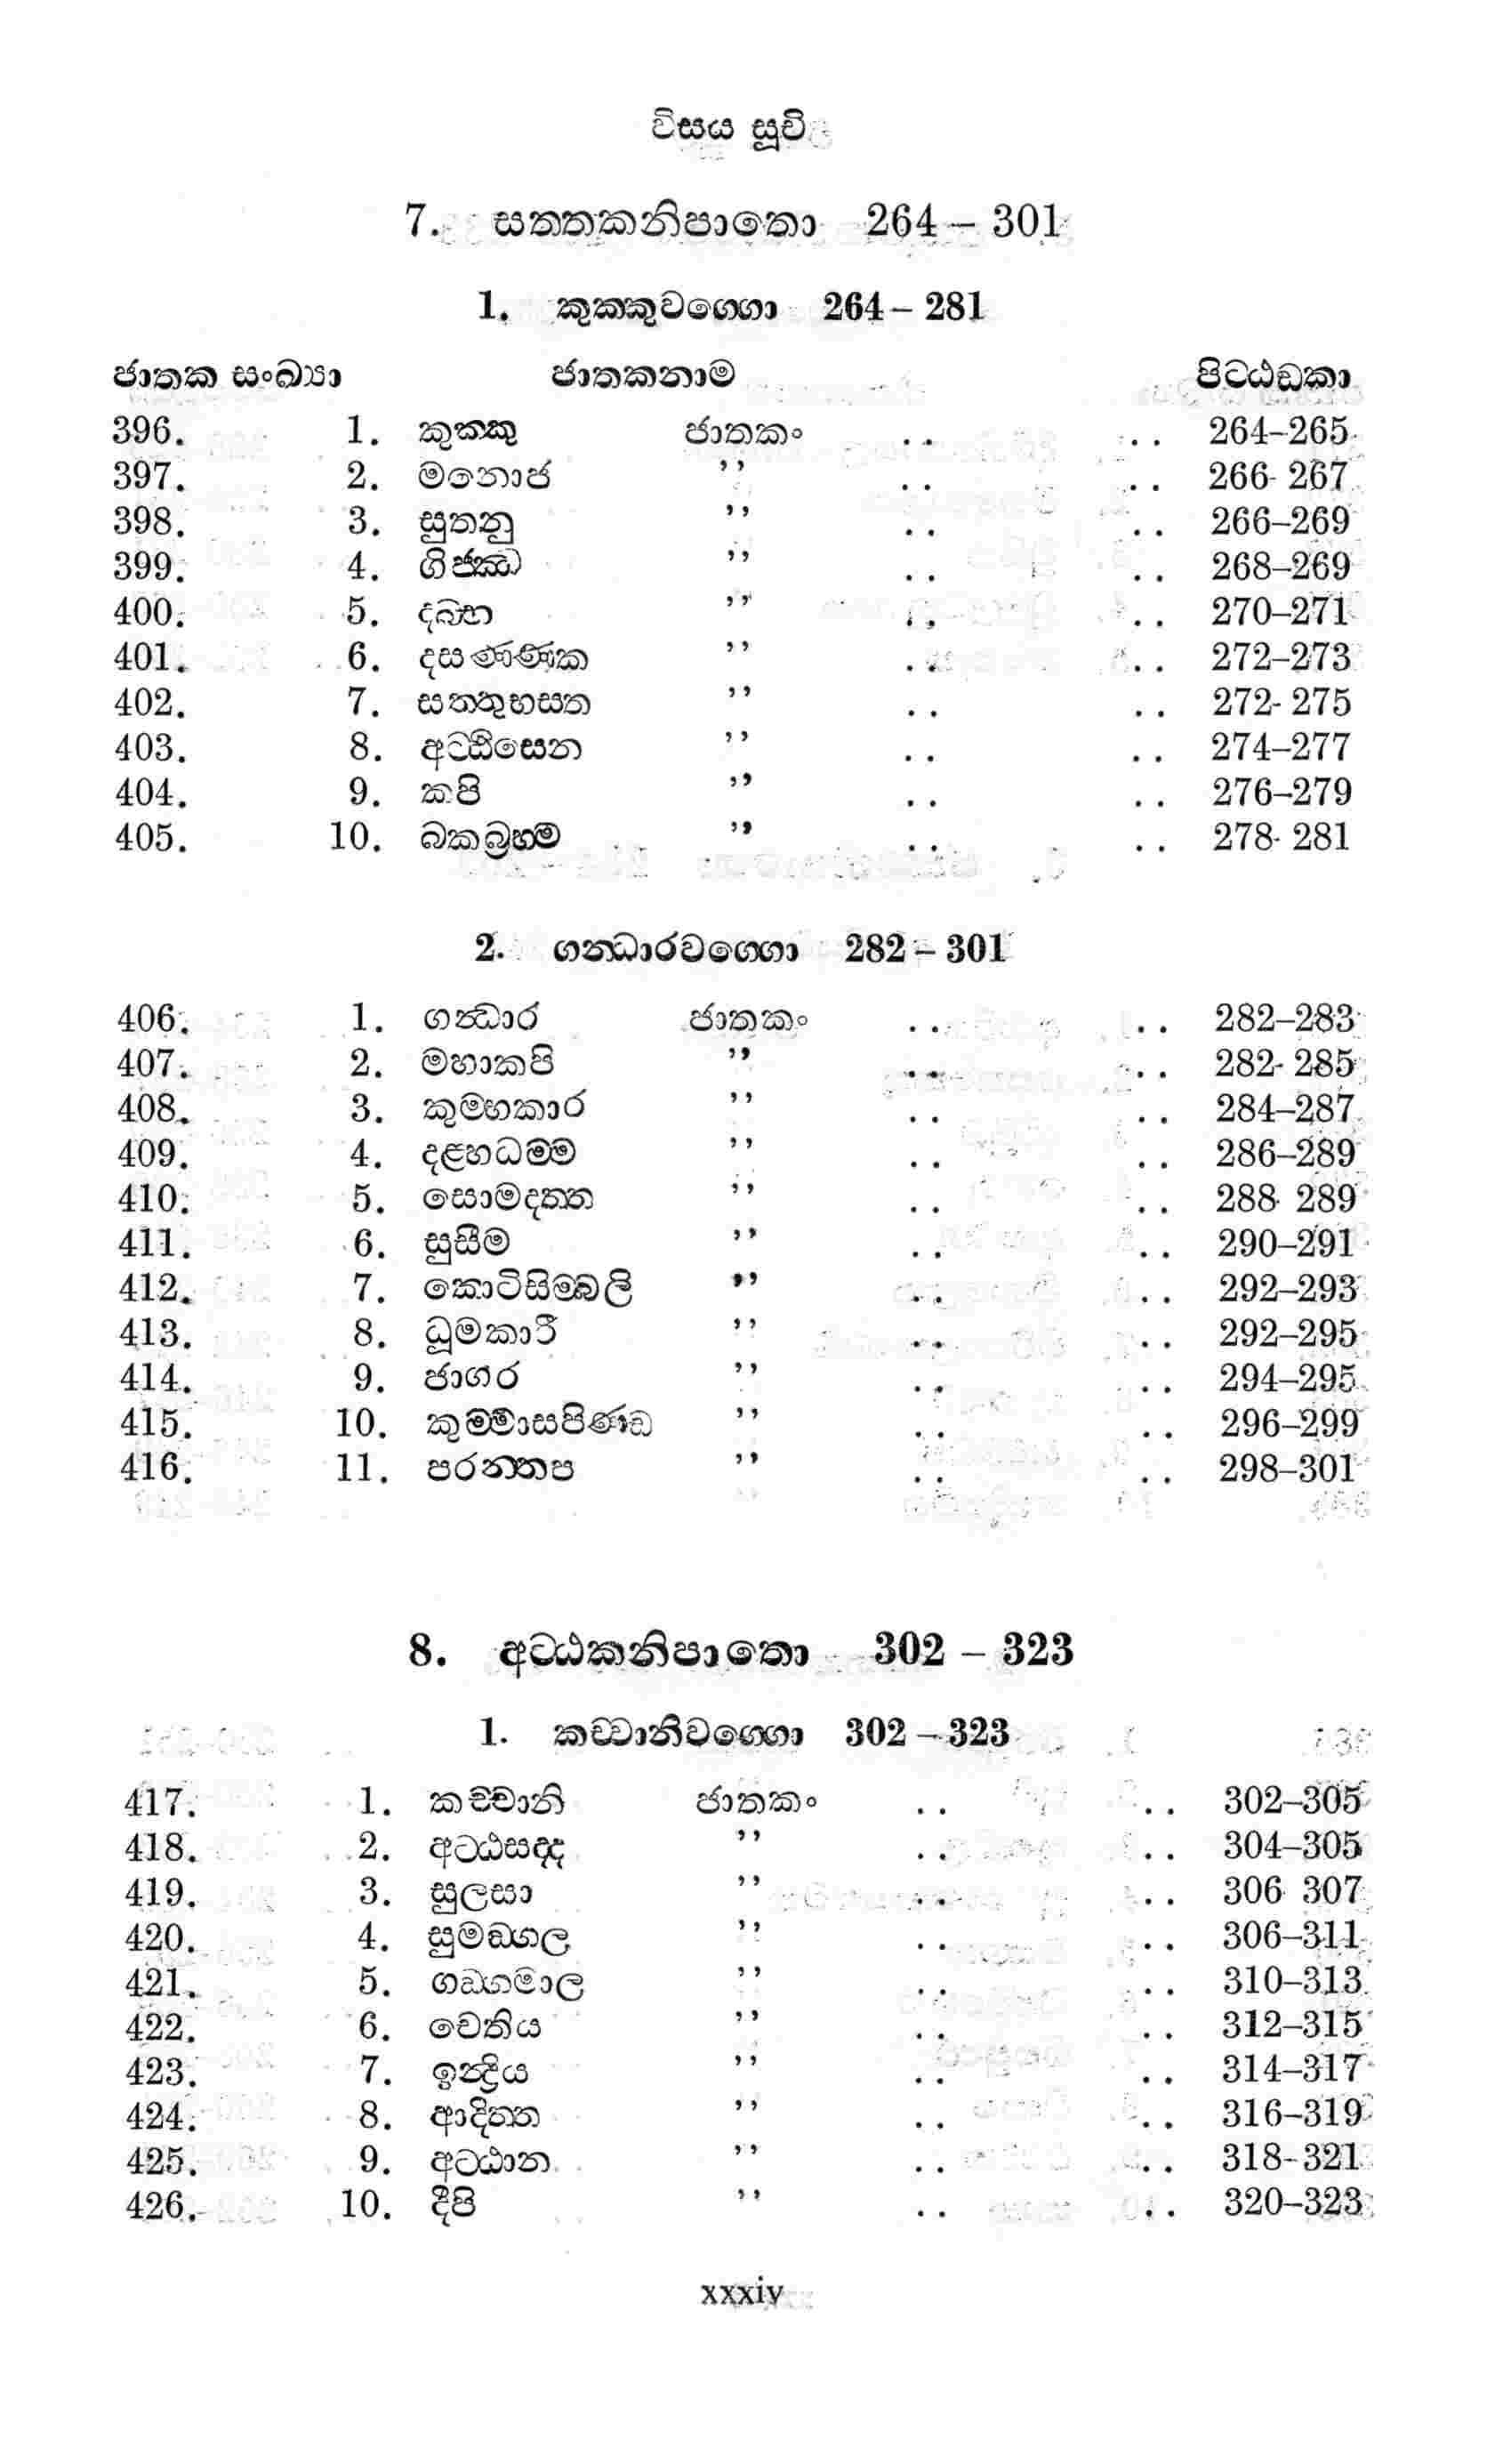 විසය සූචි
7. සත්‍තකනිපාතො 264 – 301
1. කුක්‍කුවග්‍ගො 264 – 281
ජාතක සංඛ්‍යා ජාතකනාම පිට්‍ඨඞ්‍කා
396. 1. කුක්‍කු ජාතකං .. .. 264–265
397. 2. මනොජ ,, .. .. 266- 267
398. 3. සුතනු ,, .. .. 266–269
399. 4. ගිජ්‍ඣ ,, .. .. 268–269
400. 5. දබ්‍භ ,, .. .. 270–271
401. 6. දසණ්‍ණක ,, .. .. 272–273
402. 7. සත්‍තුභස්‍ත ,, .. .. 272- 275
403. 8. අට්‍ඨිසෙන ,, .. .. 274–277
404. 9. කපි ,, .. .. 276–279
405. 10. බකබ්‍රහ්‍ම ,, .. .. 278- 281
2. ගන්‍ධාරවග්‍ගො 282 – 301
406. 1. ගන්‍ධාර ජාතකං .. .. 282–283
407. 2. මහාකපි ,, .. .. 282- 285
408. 3. කුම්‍භකාර ,, .. .. 284–287
409. 4. දළ්‍හධම්‍ම ,, .. .. 286–289
410. 5. සොමදත්‍ත ,, .. .. 288 289
411. 6. සුසීම ,, .. .. 290–291
412. 7. කොටිසිම්‍බලි ,, .. .. 292–293
413. 8. ධූමකාරී ,, .. .. 292–295
414. 9. ජාගර ,, .. .. 294–295
415. 10. කුම්‍මාසපිණ්‍ඩ ,, .. .. 296–299
416. 11. පරන්‍තප ,, .. .. 298–301
8. අට්‍ඨකනිපාතො 302 – 323
1. කච්‍චානිවග්‍ගො 302 – 323
417. 1. කච්චානි ජාතකං .. .. 302–305
418. 2. අට්‍ඨසද්‍ද ,, .. .. 304–305
419. 3. සුලසා ,, .. .. 306 307
420. 4. සුමඞ්‍ගල ,, .. .. 306–311
421. 5. ගඞ්‍ගමාල ,, .. .. 310–313
422. 6. චෙතිය ,, .. .. 312–315
423. 7. ඉන්‍ද්‍රිය ,, .. .. 314–317
424. 8. ආදිත්‍ත ,, .. .. 316–319
425. 9. අට්‍ඨාන ,, .. .. 318-321
426. 10. දීපි ,, .. .. 320–323
xxxiv